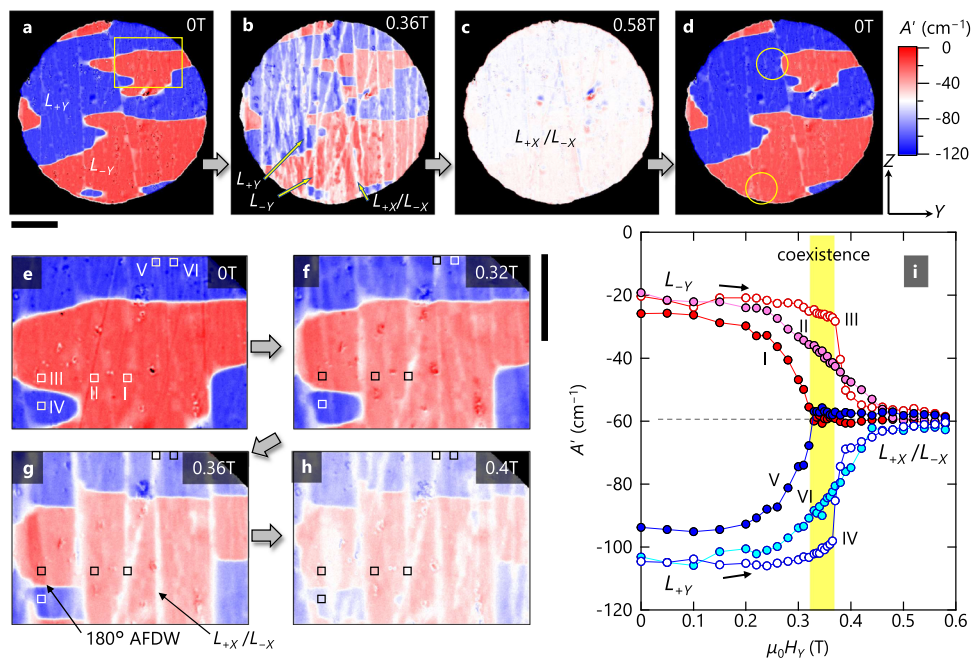 a
0T
L+Y
L−Y
b
0.36T
L+Y
L−Y
L+X/L−X
c
0.58T
L+X/L−X
d
0T
A′ (cm⁻¹)
0
-40
-80
-120
Z
Y
e
0T
V
VI
III
II
I
IV
f
0.32T
g
0.36T
h
0.4T
180° AFDW
L+X/L−X
i
coexistence
L−Y
III
II
I
V
VI
IV
L+X/L−X
L+Y
A′ (cm⁻¹)
0
-20
-40
-60
-80
-100
-120
0.0
0.1
0.2
0.3
0.4
0.5
0.6
μ₀HY (T)